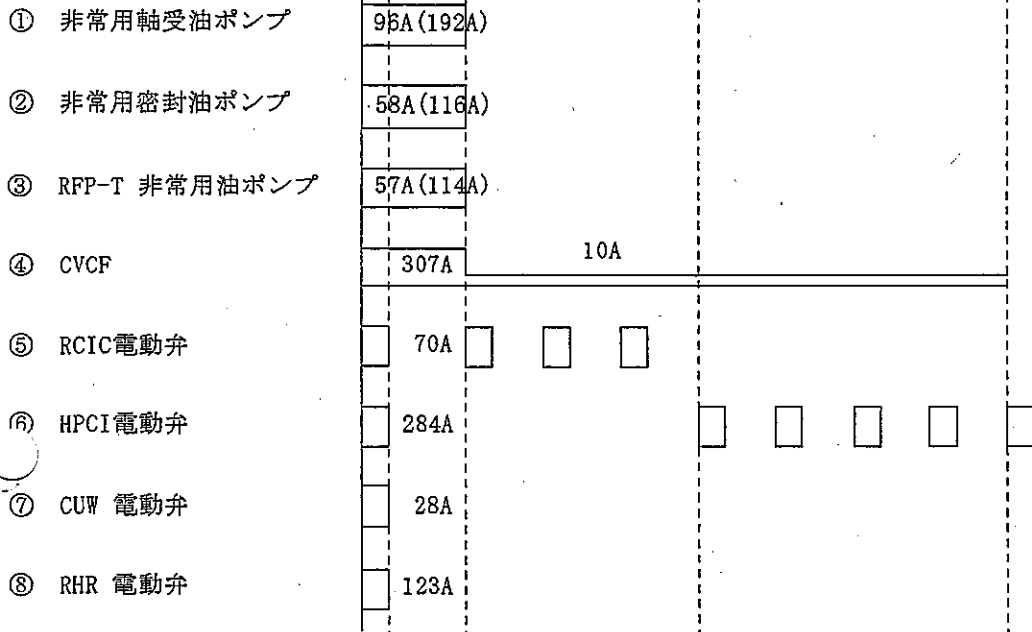 ① 非常用軸受油ポンプ 96A(192A)
② 非常用密封油ポンプ 58A(116A)
③ RFP-T 非常用油ポンプ 57A(114A)
④ CVCF 307A 10A
⑤ RCIC電動弁 70A
⑥ HPCI電動弁 284A
⑦ CUW 電動弁 28A
⑧ RHR 電動弁 123A